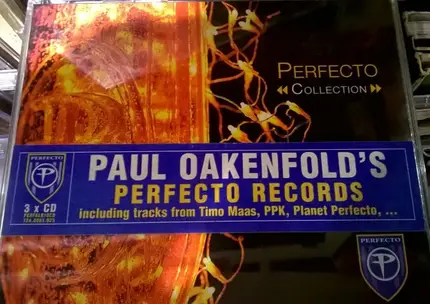 PERFECTO
COLLECTION
PERFECTO
3 x CD
PAUL OAKENFOLD'S
PERFECTO RECORDS
including tracks from Timo Maas, PPK, Planet Perfecto, ...
PERFECTO